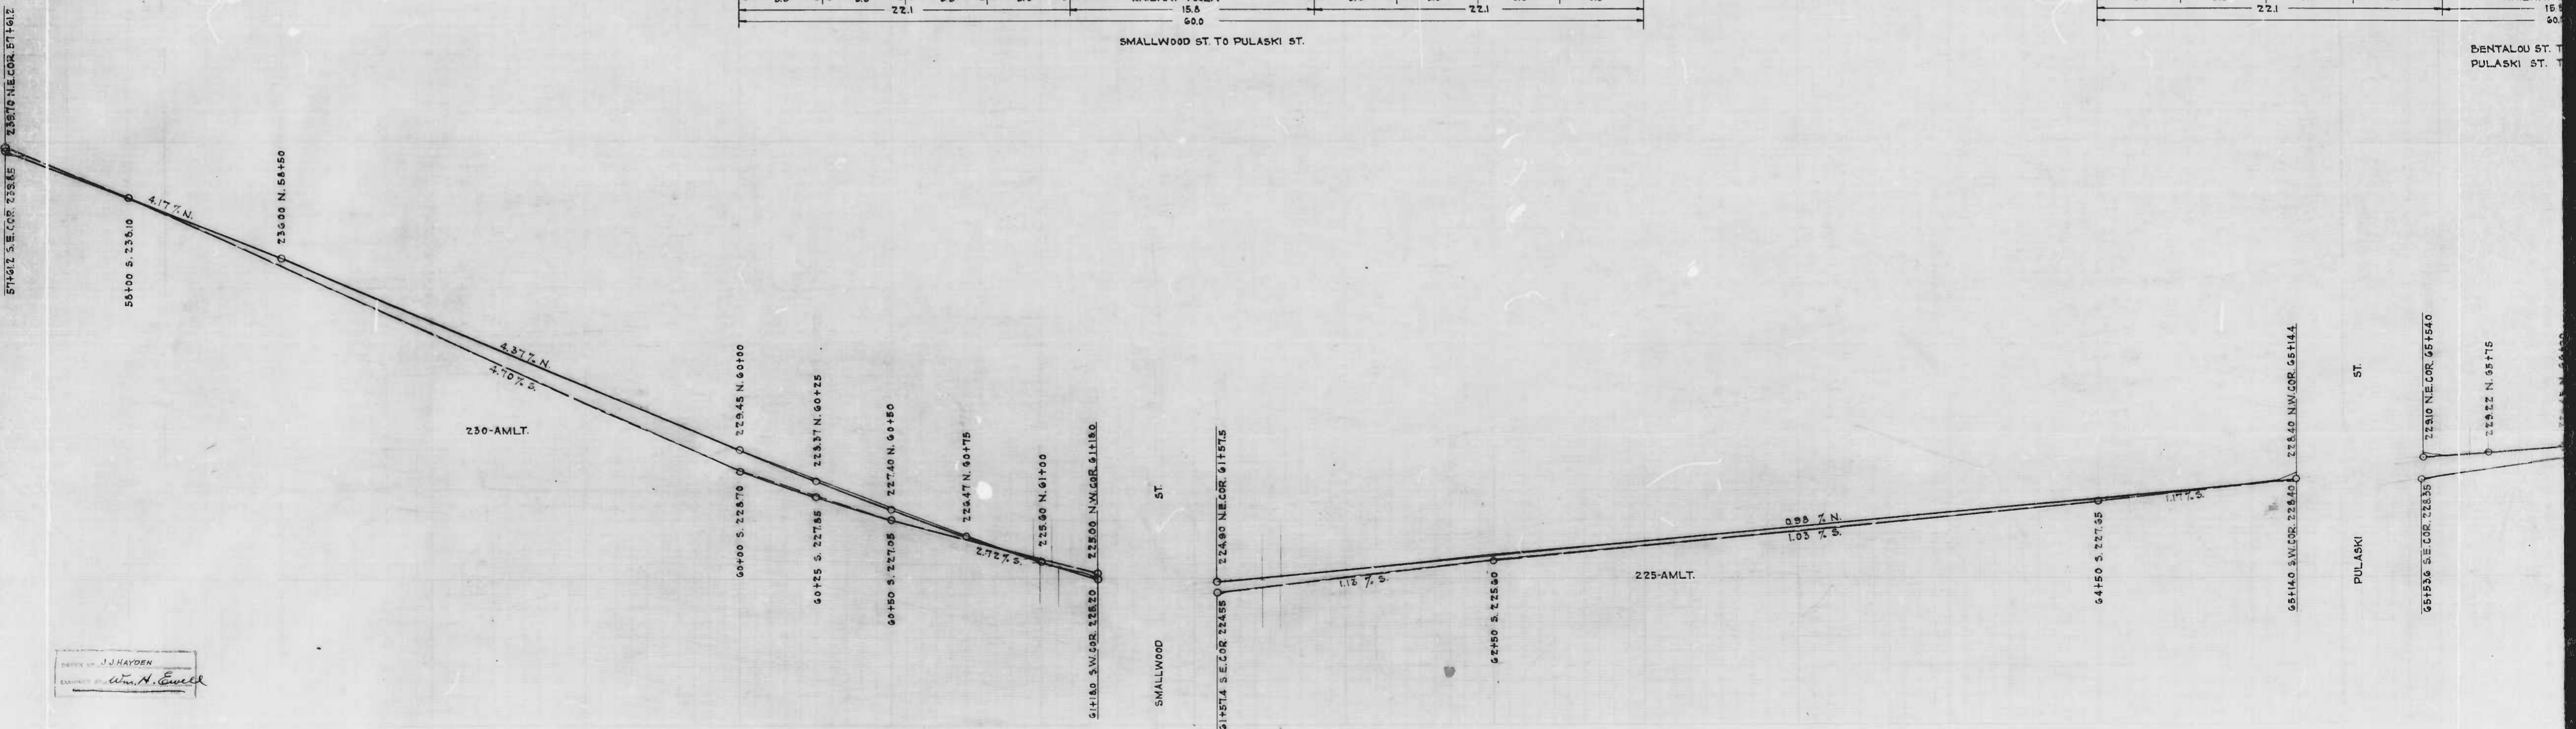 22.1
15.8
22.1
60.0
SMALLWOOD ST. TO PULASKI ST.
22.1
BENTALOU ST. T
PULASKI ST. T
239.70 N.E.COR. 57+61.2
57+61.2 S.E.COR. 239.85
4.17% N.
58+00 S. 238.10
236.00 N. 58+50
4.37% N.
4.70% S.
230-AMLT.
229.45 N. 60+00
60+00 S. 228.70
228.37 N. 60+25
60+25 S. 227.85
227.40 N. 60+50
60+50 S. 227.05
226.47 N. 60+75
2.72% S.
225.60 N. 61+00
225.00 N.W.COR. 61+18.0
61+18.0 S.W.COR. 225.20
SMALLWOOD ST.
224.90 N.E.COR. 61+57.5
61+57.4 S.E.COR. 224.55
1.13 % S.
62+50 S. 225.60
225-AMLT.
0.98 % N.
1.03 % S.
64+50 S. 227.65
1.17% S.
228.40 N.W.COR. 65+14.4
65+14.0 S.W.COR. 228.40
PULASKI ST.
229.10 N.E.COR. 65+54.0
65+53.6 S.E.COR. 228.35
229.22 N. 65+75
J.J. HAYDEN
Wm. H. Ewell